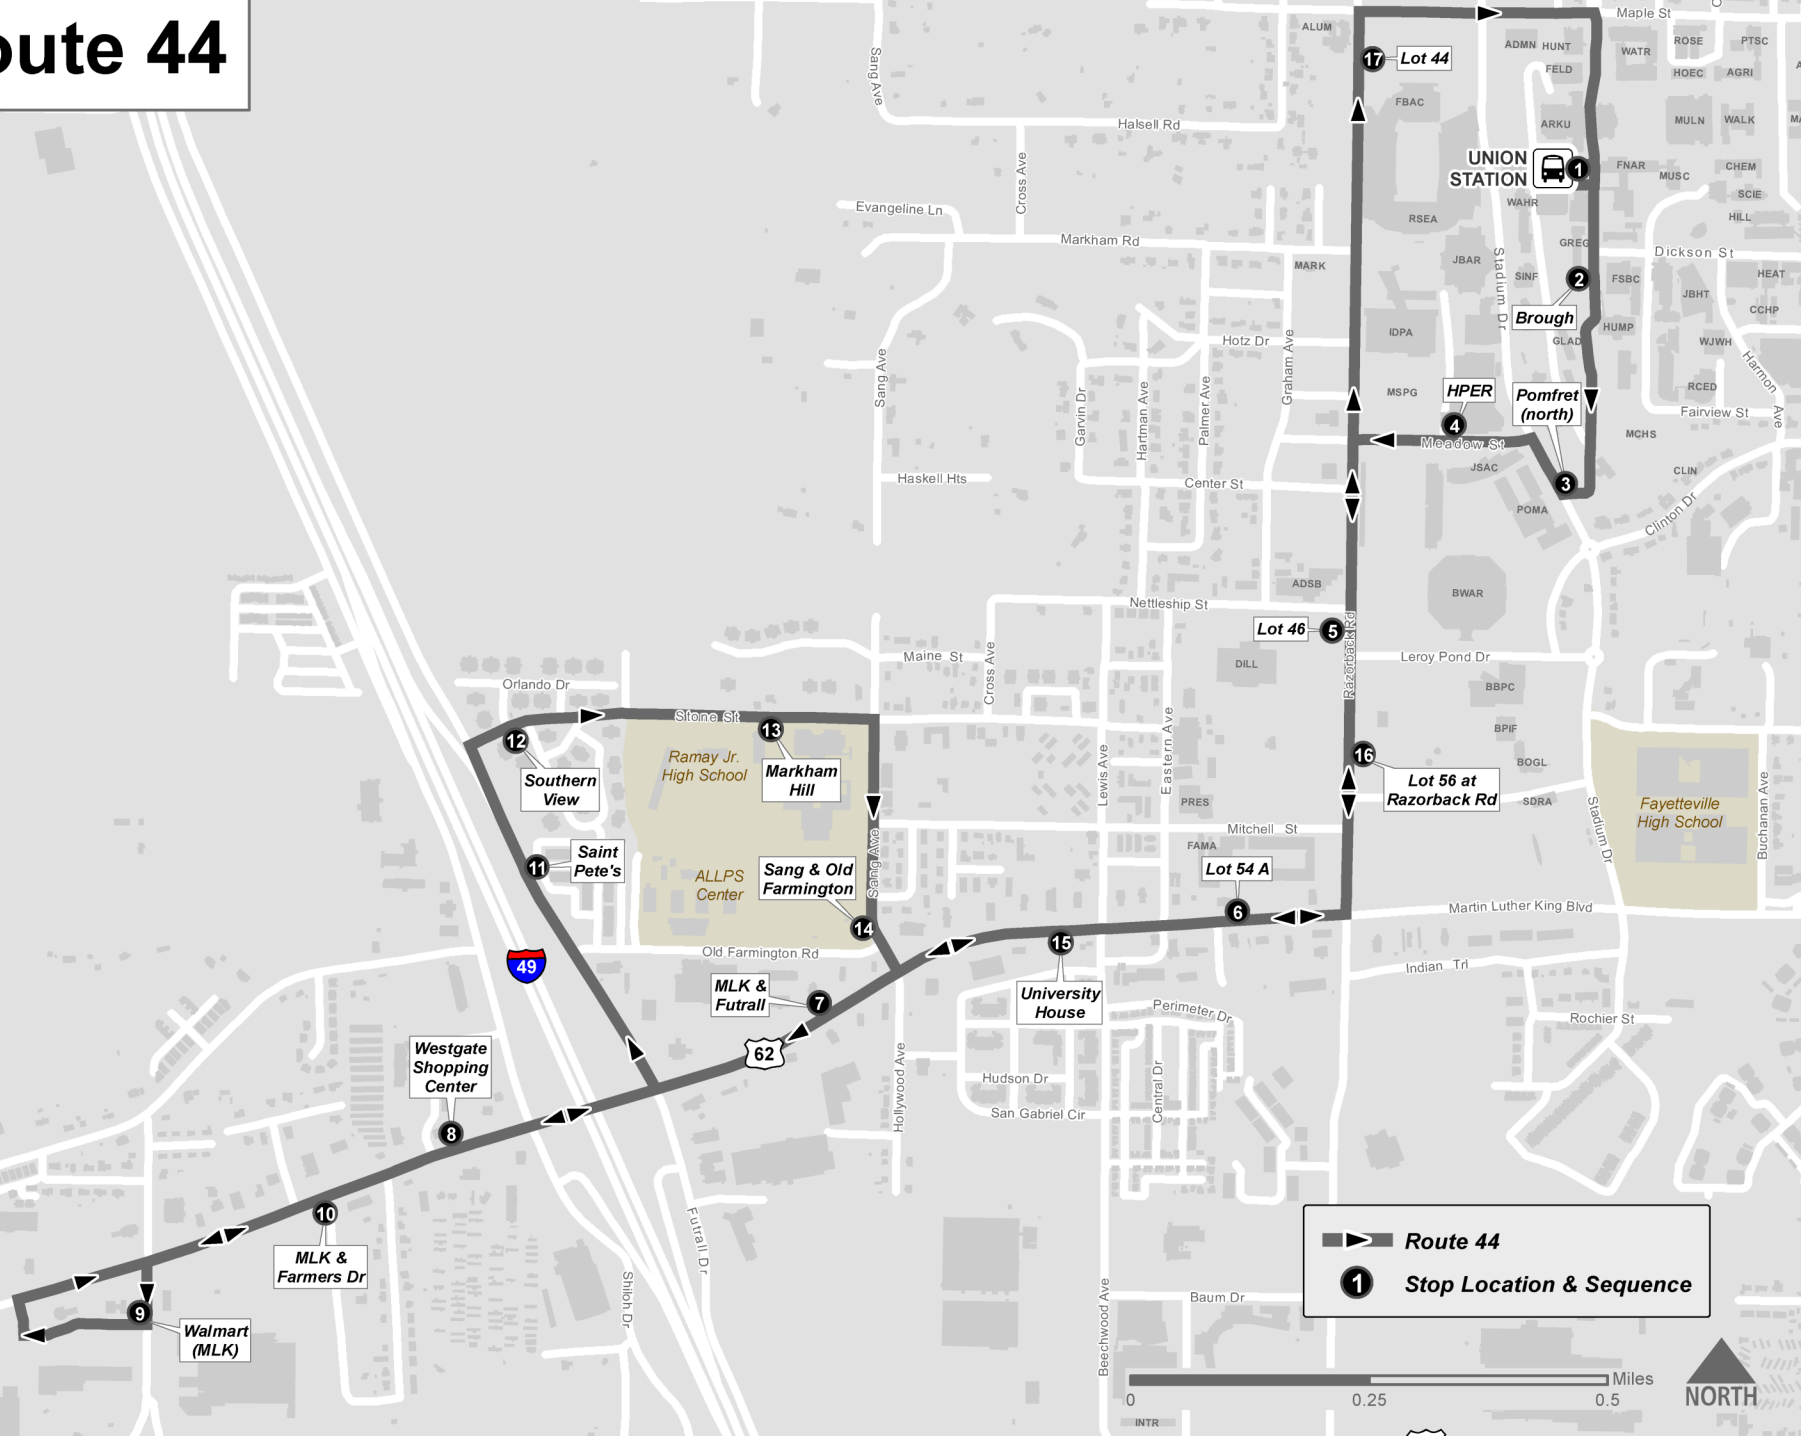 oute 44
Maple St
ALUM
ADMN
HUNT
WATR
ROSE
PTSC
17
Lot 44
FELD
HOEC
AGRI
Sang Ave
FBAC
Halsell Rd
ARKU
MULN
WALK
UNION
STATION
1
FNAR
CHEM
MUSC
Cross Ave
SCIE
WAHR
Evangeline Ln
RSEA
HILL
Markham Rd
GREG
Dickson St
MARK
JBAR
SINF
2
FSBC
HEAT
Stadium Dr
JBHT
Brough
CCHP
HUMP
IDPA
Hotz Dr
GLAD
WJWH
Harmon Ave
Sang Ave
Graham Ave
MSPG
HPER
Pomfret
(north)
RCED
Garvin Dr
Hartman Ave
Palmer Ave
Fairview St
4
Meadow St
MCHS
JSAC
CLIN
Haskell Hts
Center St
3
POMA
Clinton Dr
ADSB
BWAR
Nettleship St
Lot 46
5
Razorback Rd
Maine St
Cross Ave
DILL
Leroy Pond Dr
Orlando Dr
BBPC
Stone St
13
BPIF
12
Ramay Jr.
High School
Eastern Ave
Lewis Ave
16
BOGL
Markham
Hill
Southern
View
Lot 56 at
Razorback Rd
PRES
SDRA
Fayetteville
High School
Buchanan Ave
Stadium Dr
Mitchell St
FAMA
Sang Ave
Saint
Pete's
11
Sang & Old
Farmington
Lot 54 A
ALLPS
Center
6
Martin Luther King Blvd
14
15
Old Farmington Rd
49
Indian Trl
MLK &
Futrall
7
University
House
Perimeter Dr
Rochier St
62
Westgate
Shopping
Center
Hollywood Ave
Hudson Dr
Central Dr
San Gabriel Cir
8
10
Futrall Dr
MLK &
Farmers Dr
Route 44
1
Stop Location & Sequence
Shiloh Dr
Beechwood Ave
Baum Dr
9
Walmart
(MLK)
Miles
0
0.25
0.5
NORTH
INTR